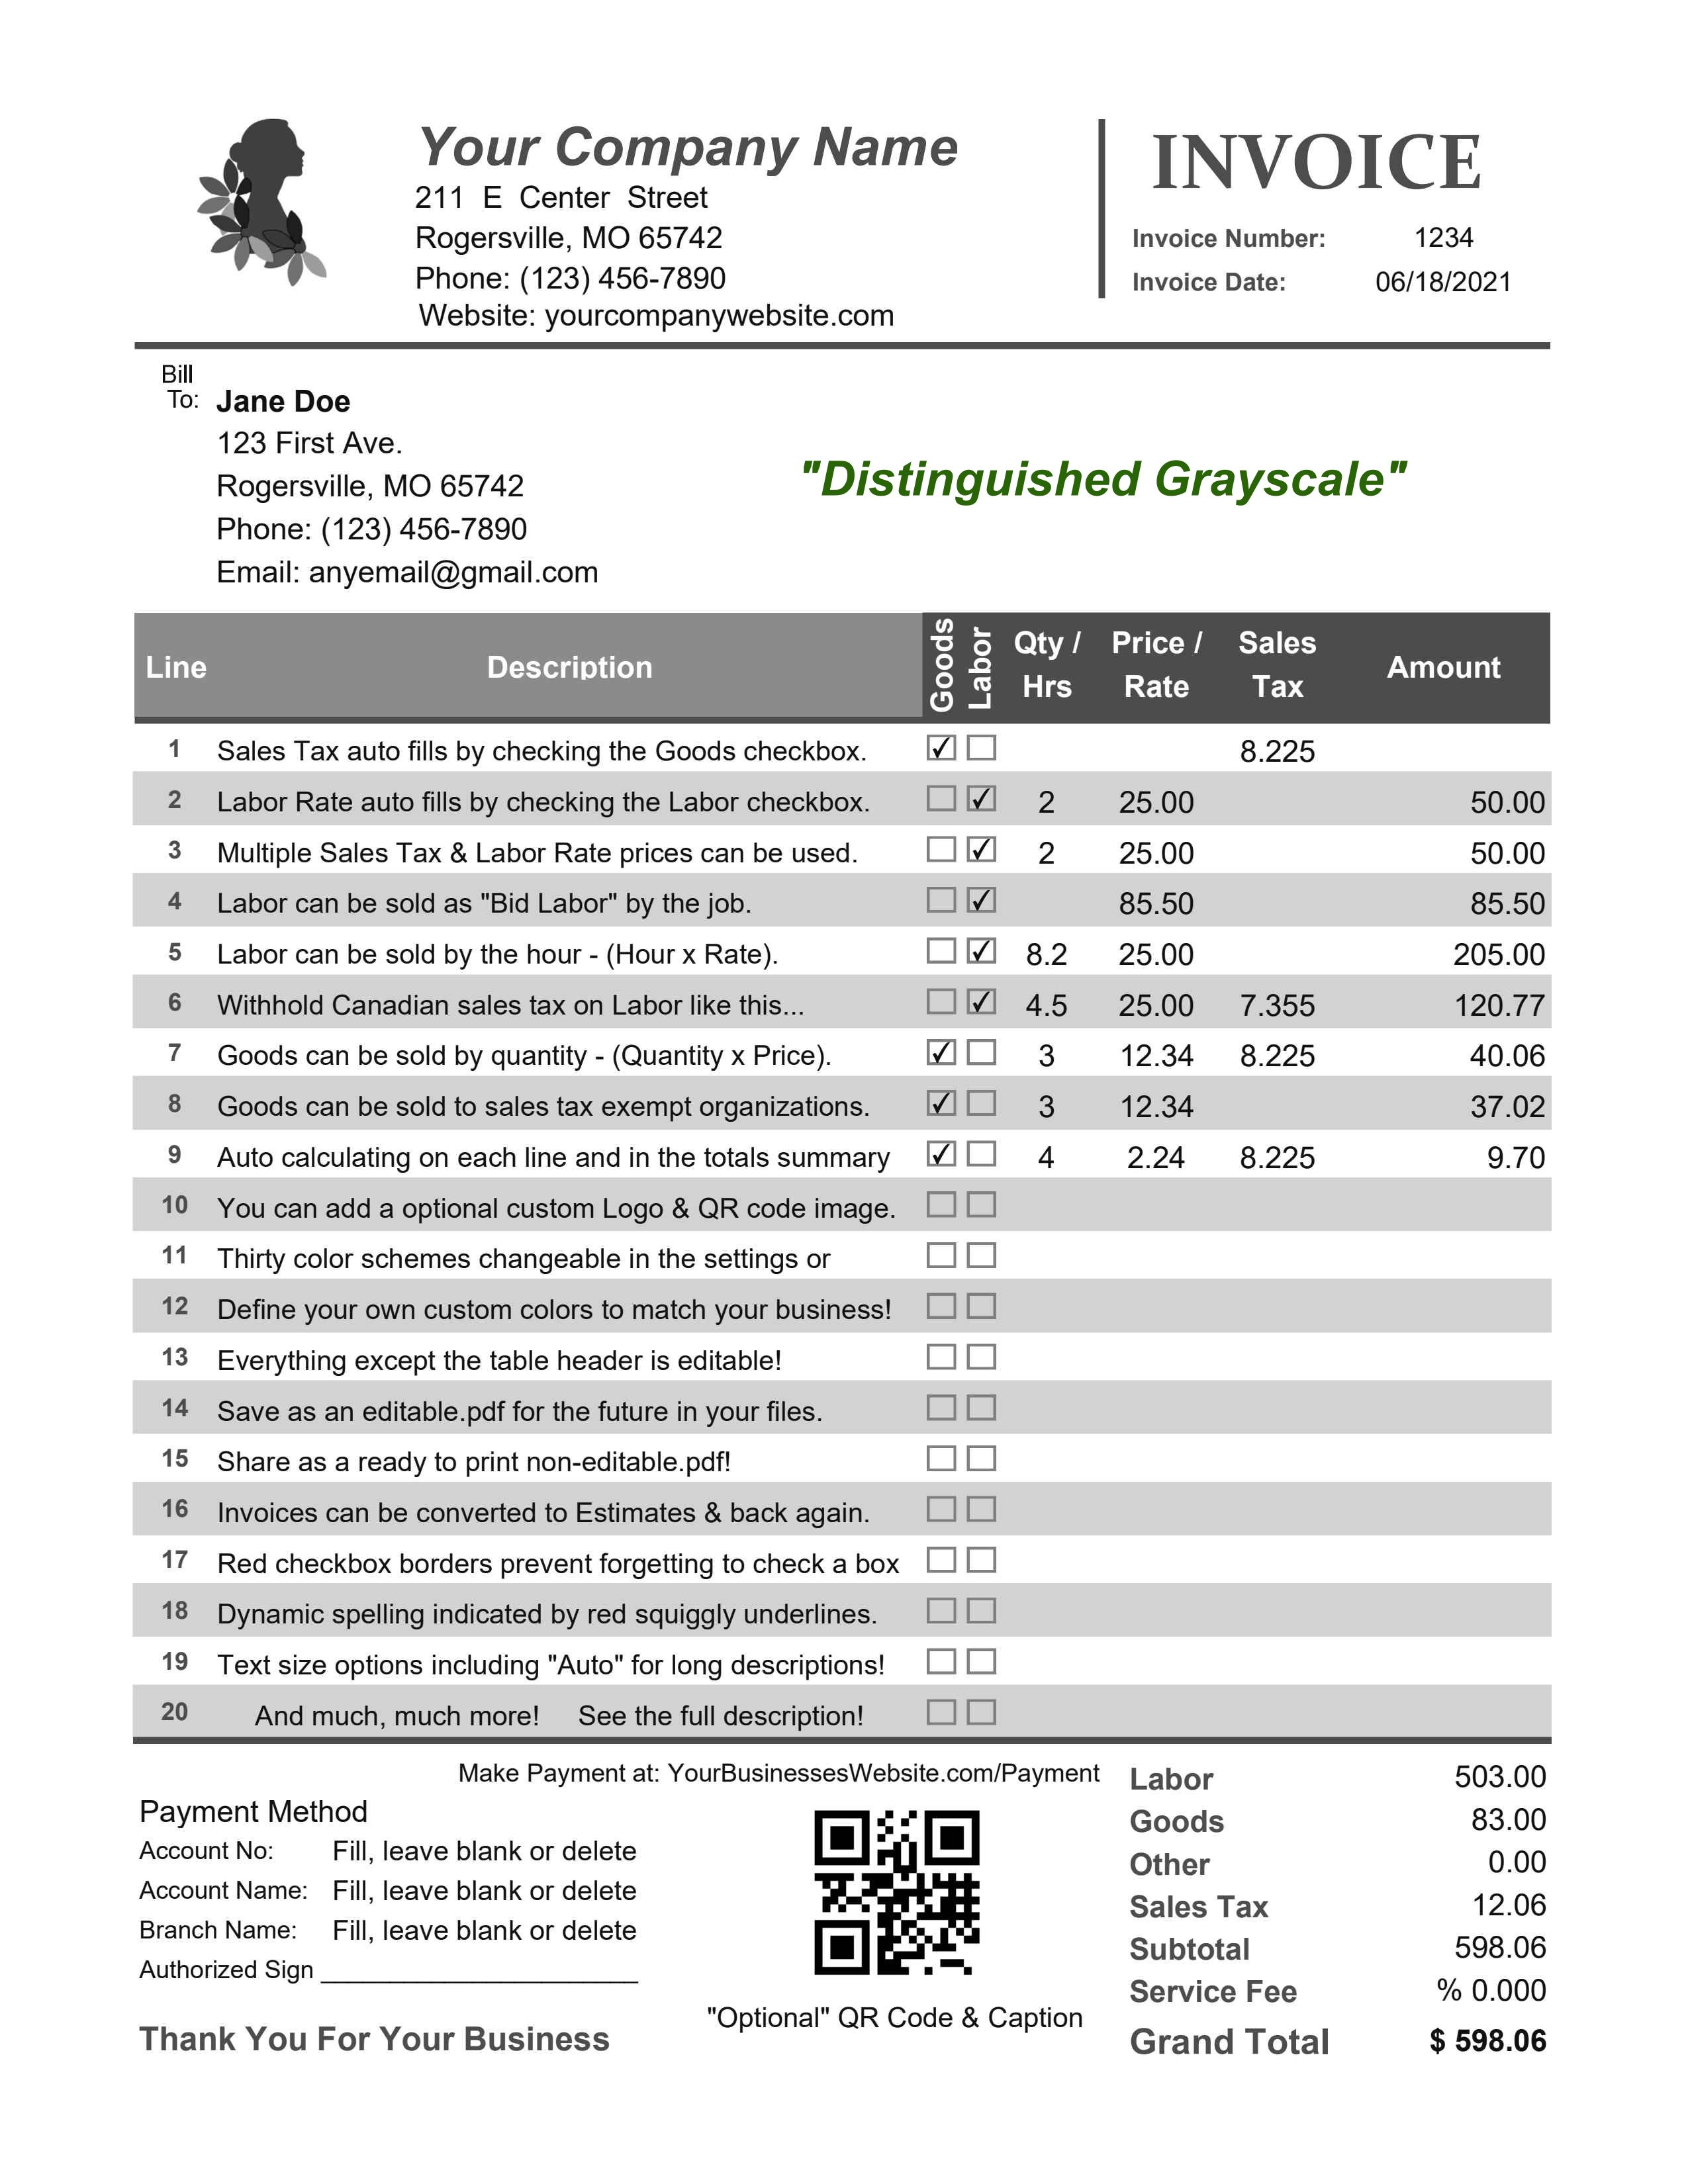 Your Company Name
211 E Center Street
Rogersville, MO 65742
Phone: (123) 456-7890
Website: yourcompanywebsite.com
INVOICE
Invoice Number: 1234
Invoice Date: 06/18/2021
Bill
To: Jane Doe
123 First Ave.
Rogersville, MO 65742
Phone: (123) 456-7890
Email: anyemail@gmail.com
"Distinguished Grayscale"
Line Description Goods Labor Qty / Hrs Price / Rate Sales Tax Amount
1 Sales Tax auto fills by checking the Goods checkbox. ✓ 8.225
2 Labor Rate auto fills by checking the Labor checkbox. ✓ 2 25.00 50.00
3 Multiple Sales Tax & Labor Rate prices can be used. ✓ 2 25.00 50.00
4 Labor can be sold as "Bid Labor" by the job. ✓ 85.50 85.50
5 Labor can be sold by the hour - (Hour x Rate). ✓ 8.2 25.00 205.00
6 Withhold Canadian sales tax on Labor like this... ✓ 4.5 25.00 7.355 120.77
7 Goods can be sold by quantity - (Quantity x Price). ✓ 3 12.34 8.225 40.06
8 Goods can be sold to sales tax exempt organizations. ✓ 3 12.34 37.02
9 Auto calculating on each line and in the totals summary ✓ 4 2.24 8.225 9.70
10 You can add a optional custom Logo & QR code image.
11 Thirty color schemes changeable in the settings or
12 Define your own custom colors to match your business!
13 Everything except the table header is editable!
14 Save as an editable.pdf for the future in your files.
15 Share as a ready to print non-editable.pdf!
16 Invoices can be converted to Estimates & back again.
17 Red checkbox borders prevent forgetting to check a box
18 Dynamic spelling indicated by red squiggly underlines.
19 Text size options including "Auto" for long descriptions!
20 And much, much more! See the full description!
Make Payment at: YourBusinessesWebsite.com/Payment
Payment Method
Account No: Fill, leave blank or delete
Account Name: Fill, leave blank or delete
Branch Name: Fill, leave blank or delete
Authorized Sign ____________________
Thank You For Your Business
"Optional" QR Code & Caption
Labor 503.00
Goods 83.00
Other 0.00
Sales Tax 12.06
Subtotal 598.06
Service Fee % 0.000
Grand Total $ 598.06